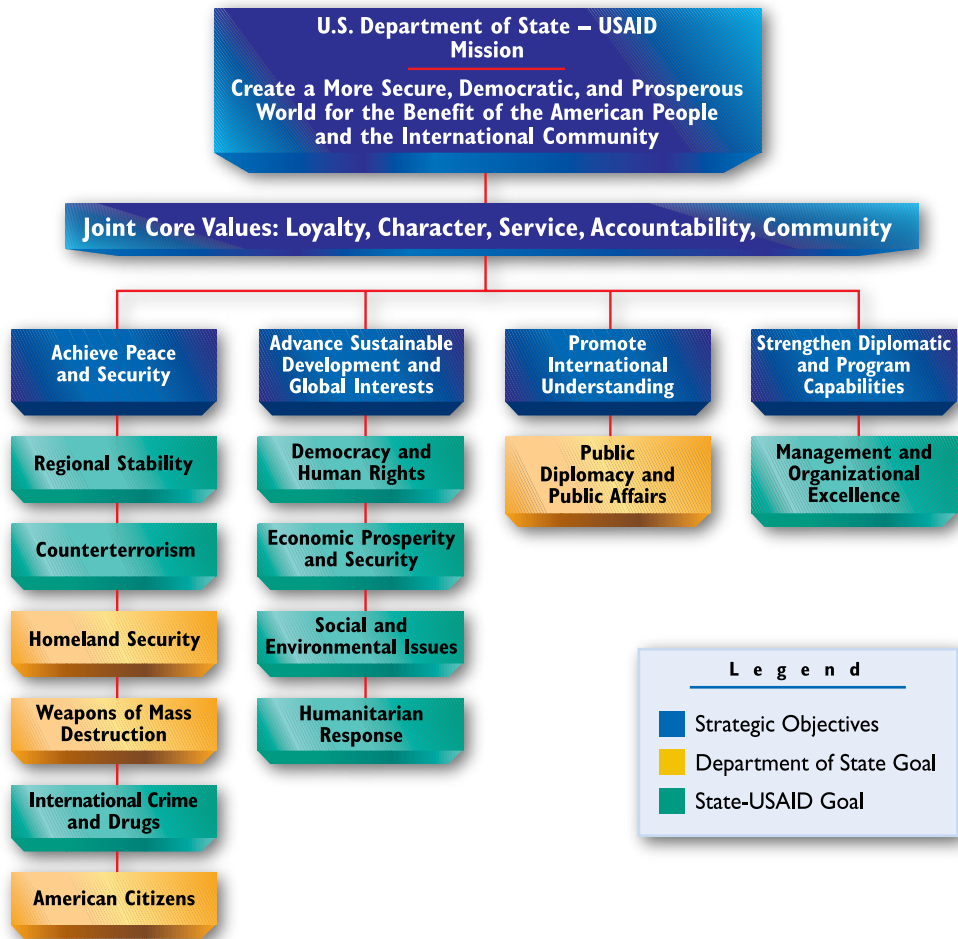 U.S. Department of State – USAID
Mission
Create a More Secure, Democratic, and Prosperous
World for the Benefit of the American People
and the International Community
Joint Core Values: Loyalty, Character, Service, Accountability, Community
Achieve Peace
and Security
Regional Stability
Counterterrorism
Homeland Security
Weapons of Mass
Destruction
International Crime
and Drugs
American Citizens
Advance Sustainable
Development and
Global Interests
Democracy and
Human Rights
Economic Prosperity
and Security
Social and
Environmental Issues
Humanitarian
Response
Promote
International
Understanding
Public
Diplomacy and
Public Affairs
Strengthen Diplomatic
and Program
Capabilities
Management and
Organizational
Excellence
Legend
Strategic Objectives
Department of State Goal
State-USAID Goal